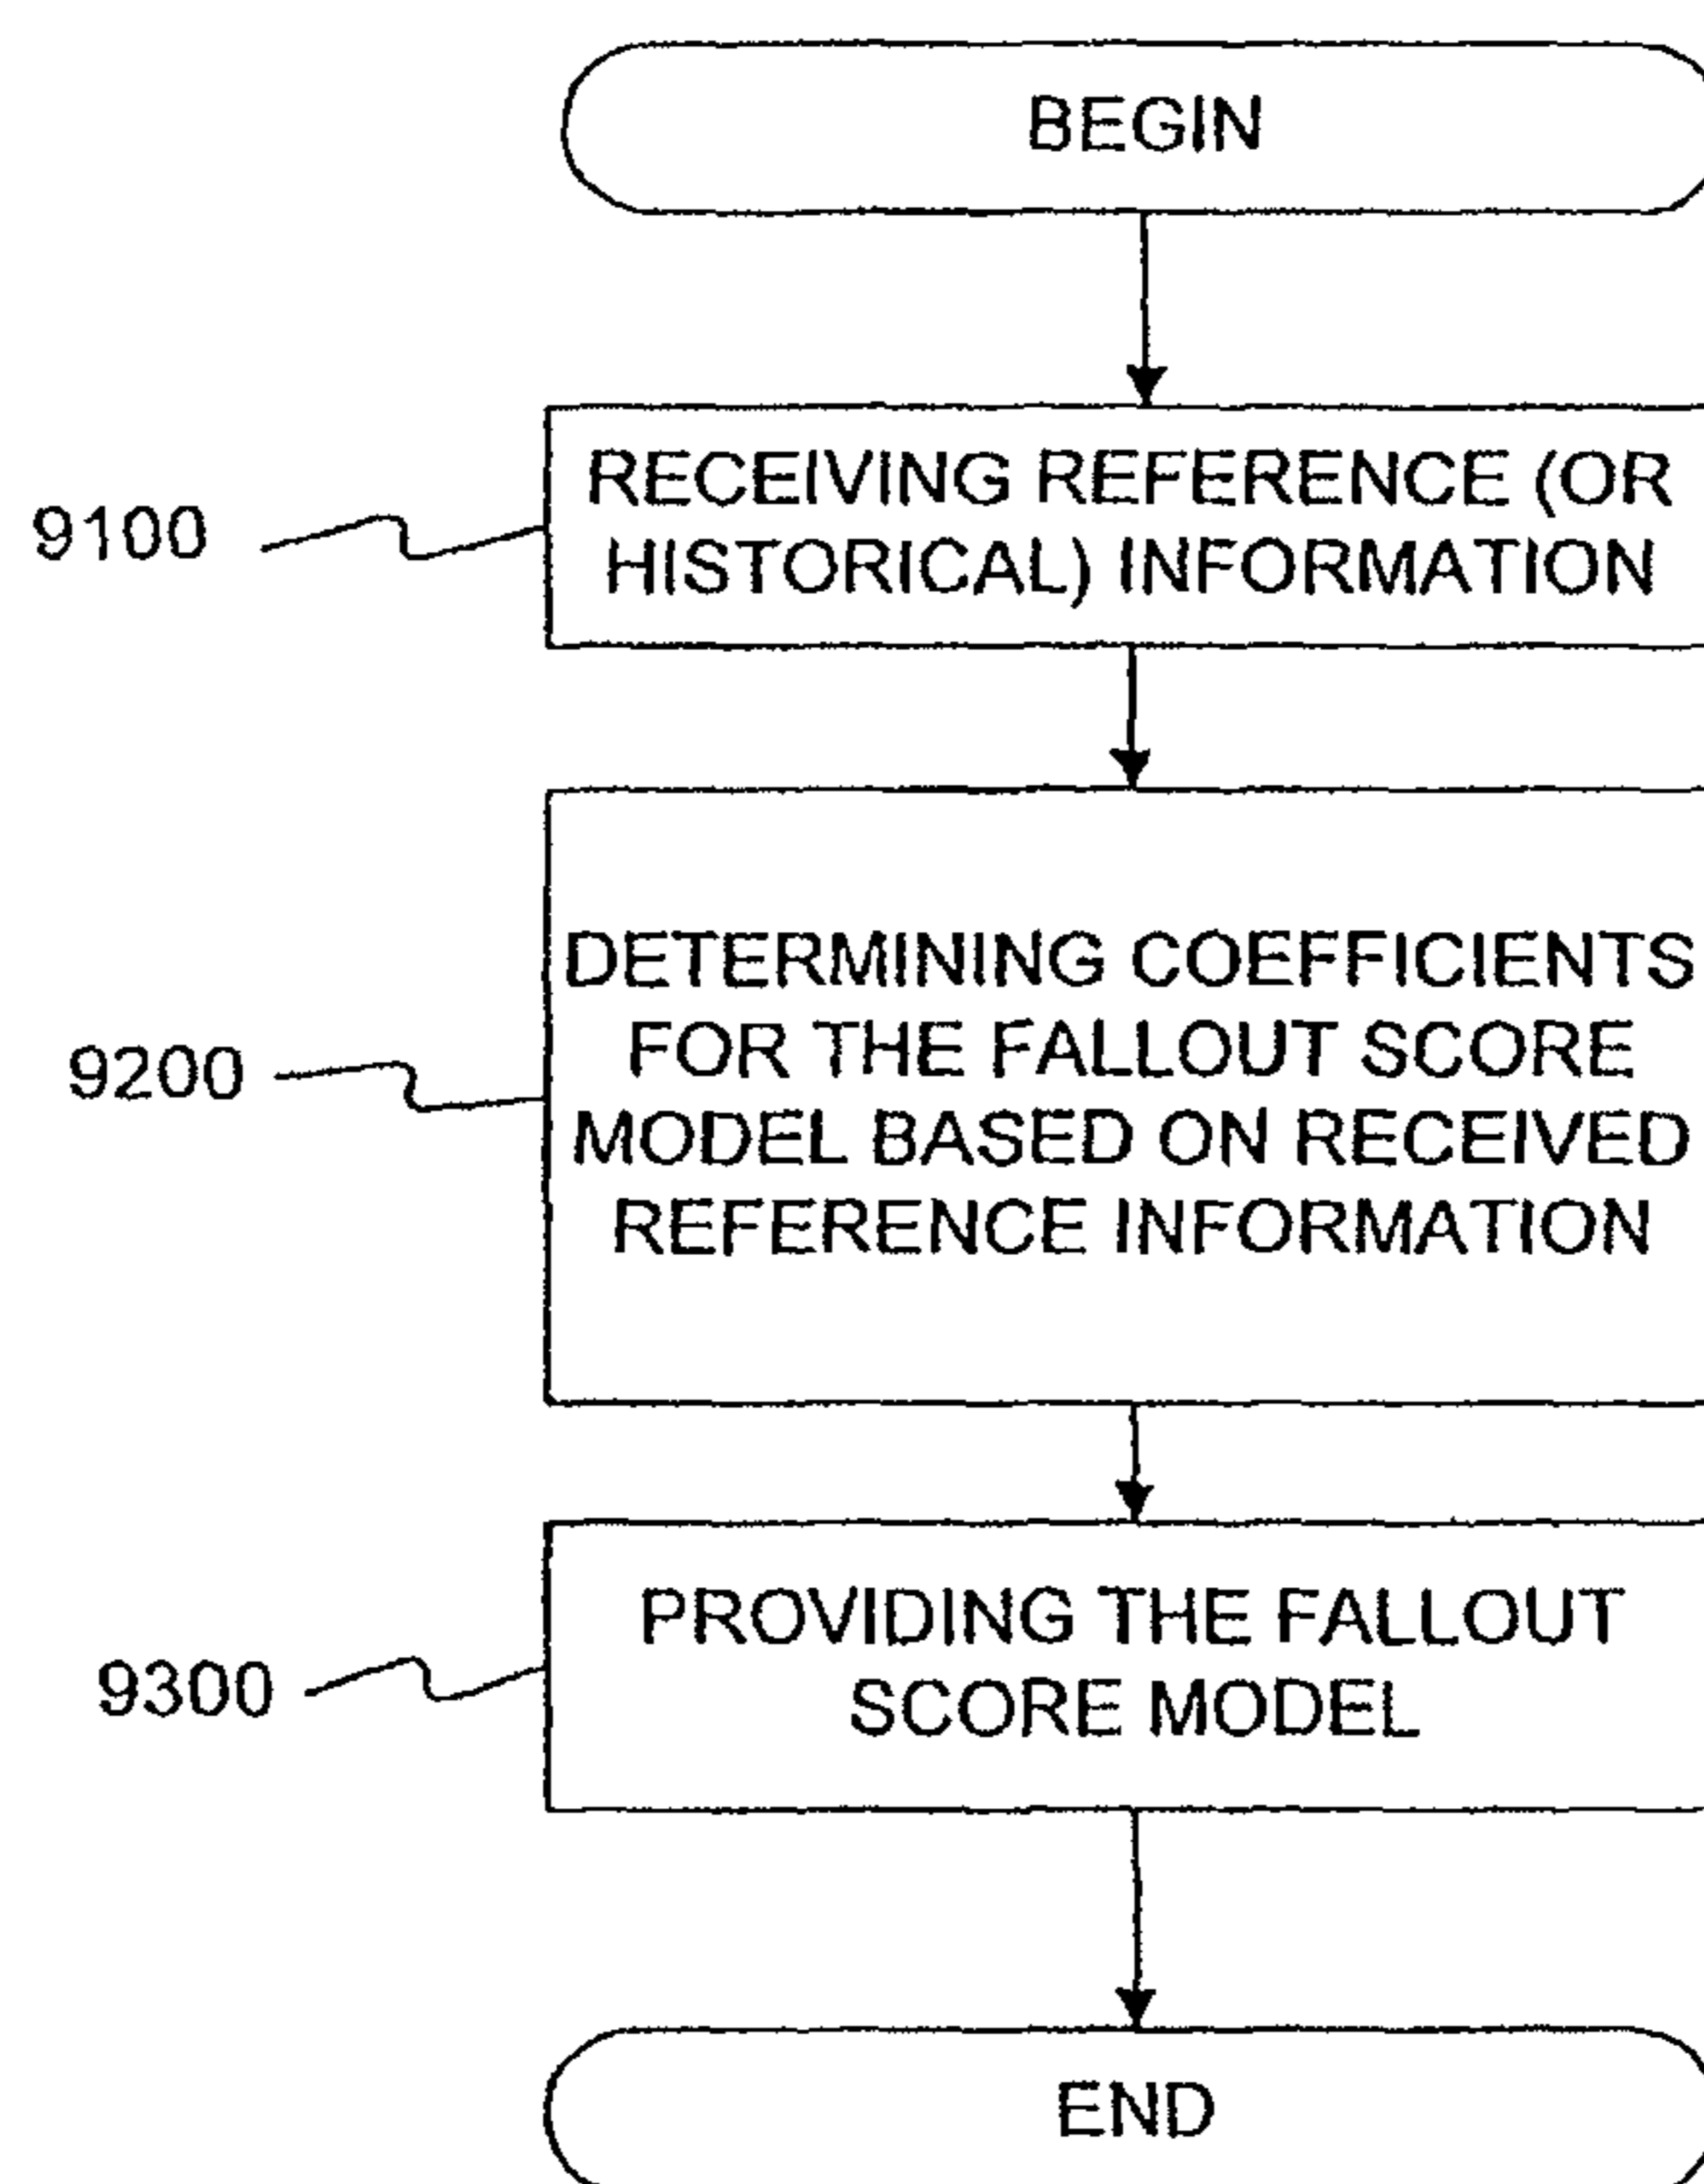 BEGIN
9100
RECEIVING REFERENCE (OR
HISTORICAL) INFORMATION
9200
DETERMINING COEFFICIENTS
FOR THE FALLOUT SCORE
MODEL BASED ON RECEIVED
REFERENCE INFORMATION
9300
PROVIDING THE FALLOUT
SCORE MODEL
END